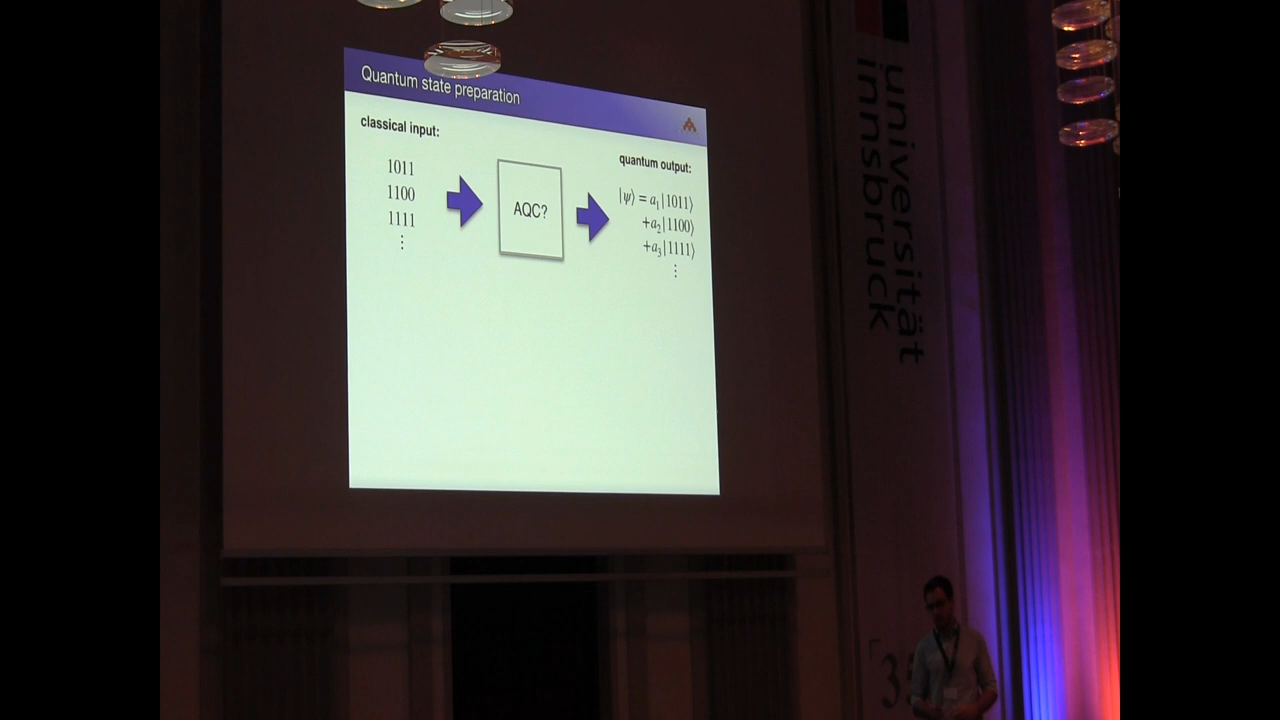 Quantum state preparation
classical input:
1011
1100
1111
⋮
AQC?
quantum output:
|ψ⟩ = a₁|1011⟩
+a₂|1100⟩
+a₃|1111⟩
⋮
universität
innsbruck